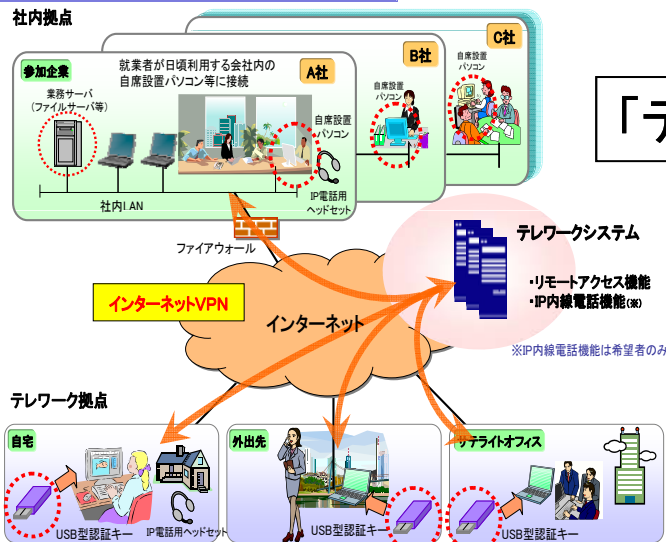 社内拠点
参加企業
就業者が日頃利用する会社内の
自席設置パソコン等に接続
A社
B社
C社
業務サーバ
(ファイルサーバ等)
自席設置
パソコン
自席設置
パソコン
自席設置
パソコン
IP電話用
ヘッドセット
社内LAN
ファイアウォール
「テ
テレワークシステム
・リモートアクセス機能
・IP内線電話機能(※)
※IP内線電話機能は希望者のみ
インターネットVPN
インターネット
テレワーク拠点
自宅
USB型認証キー
IP電話用ヘッドセット
外出先
USB型認証キー
サテライトオフィス
USB型認証キー